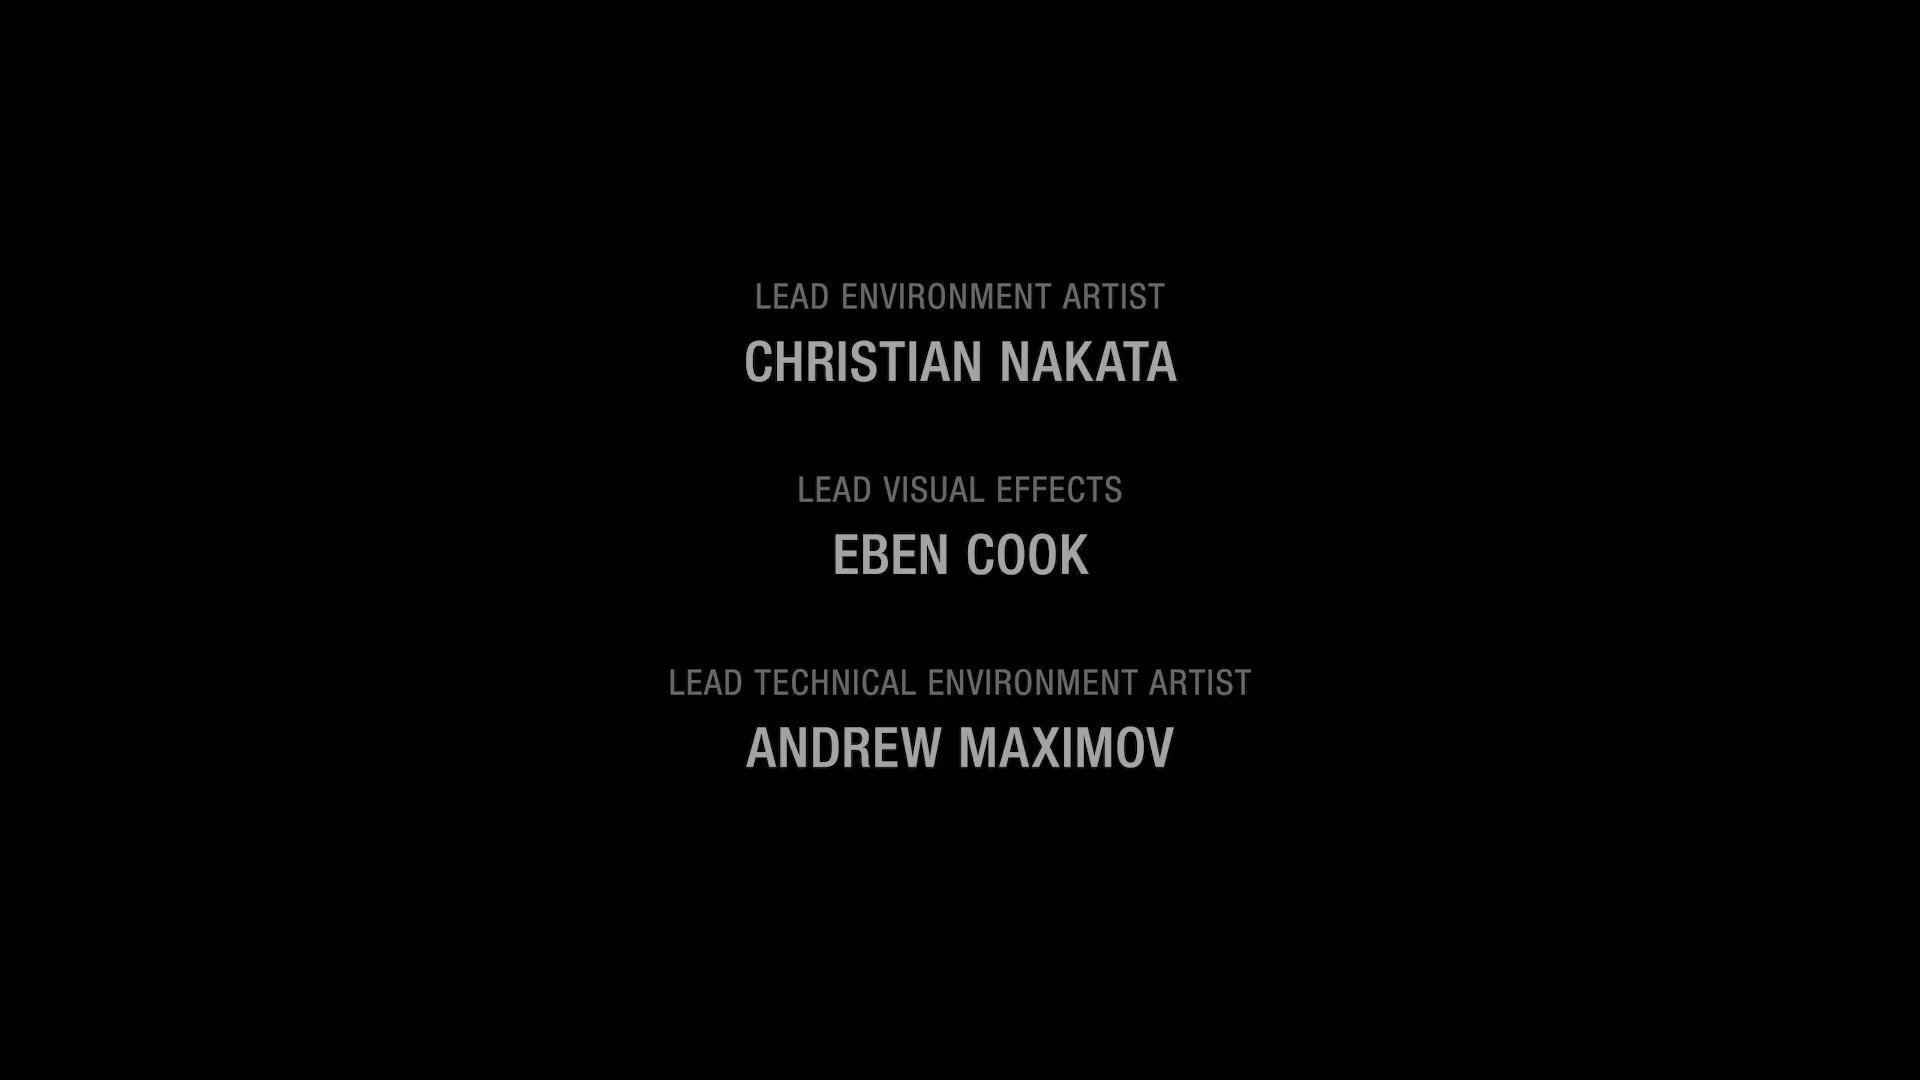 LEAD ENVIRONMENT ARTIST
CHRISTIAN NAKATA
LEAD VISUAL EFFECTS
EBEN COOK
LEAD TECHNICAL ENVIRONMENT ARTIST
ANDREW MAXIMOV